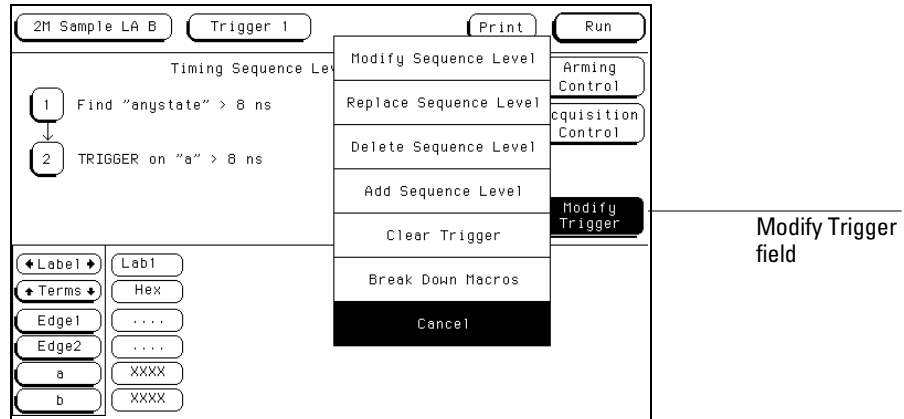 2M Sample LA B
Trigger 1
Print
Run
Timing Sequence Lev
1 Find "anystate" > 8 ns
2 TRIGGER on "a" > 8 ns
Modify Sequence Level
Replace Sequence Level
Delete Sequence Level
Add Sequence Level
Clear Trigger
Break Down Macros
Cancel
Arming
Control
cquisition
Control
Modify
Trigger
Modify Trigger
field
Label Lab1
Terms Hex
Edge1 ....
Edge2 ....
a XXXX
b XXXX